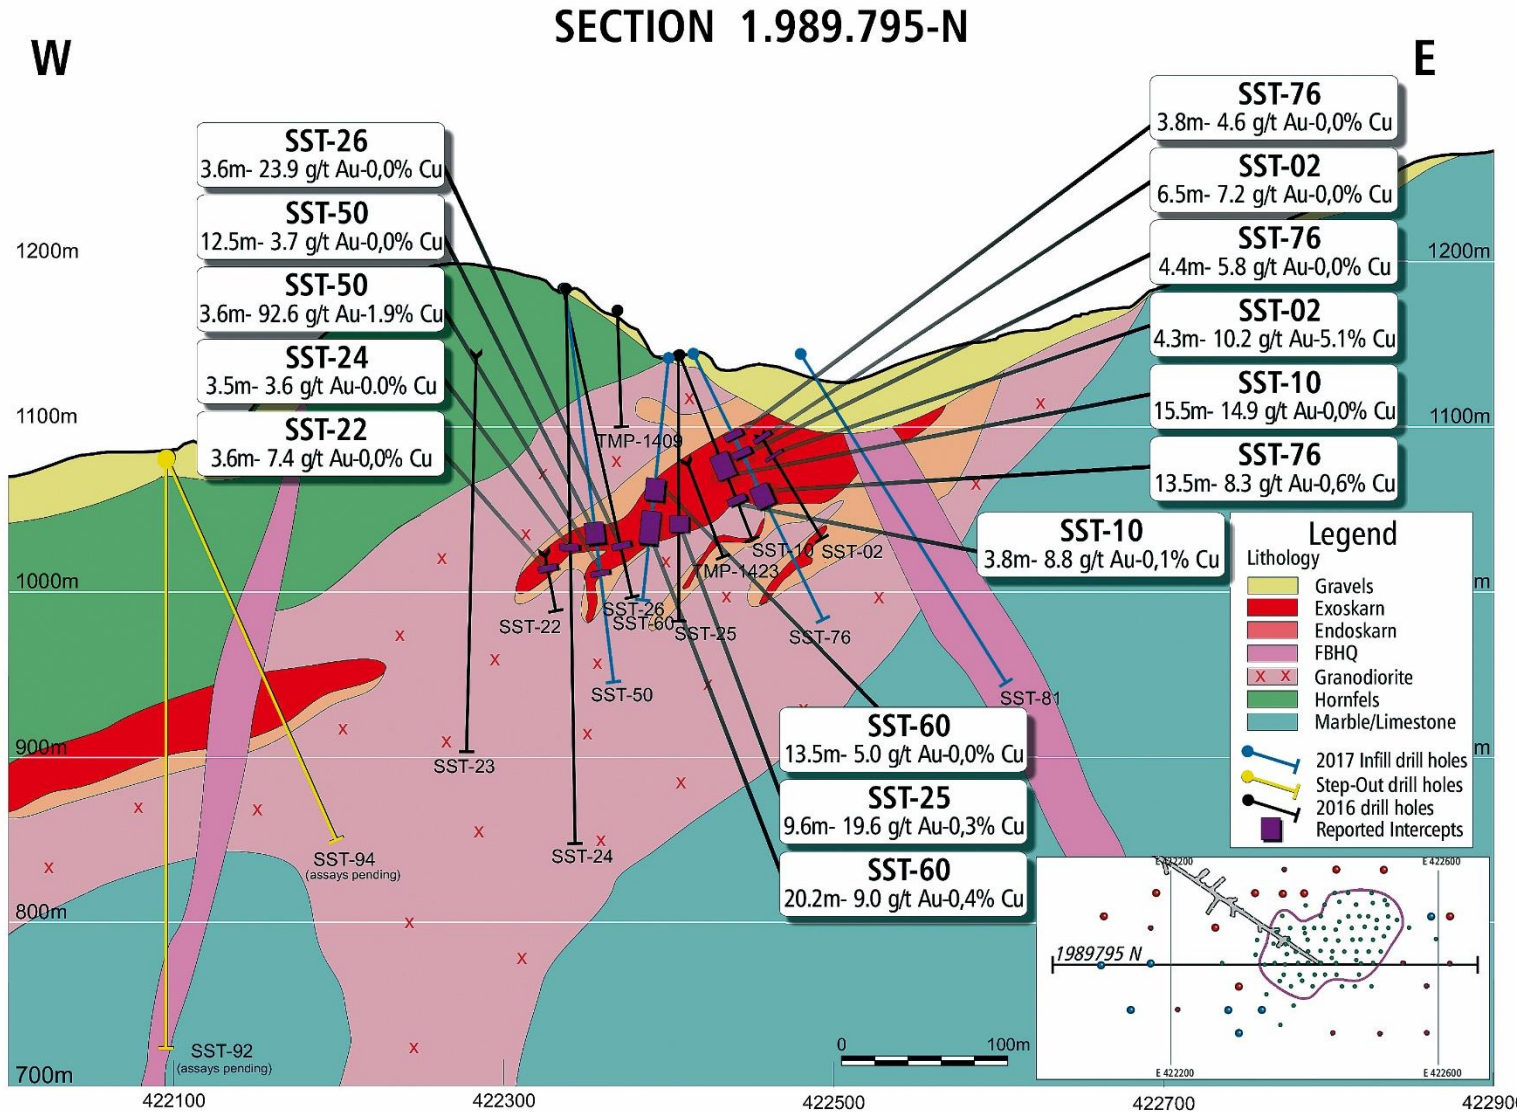 SECTION 1.989.795-N
W
E
SST-26
3.6m- 23.9 g/t Au-0,0% Cu
SST-50
12.5m- 3.7 g/t Au-0,0% Cu
SST-50
3.6m- 92.6 g/t Au-1.9% Cu
SST-24
3.5m- 3.6 g/t Au-0.0% Cu
SST-22
3.6m- 7.4 g/t Au-0,0% Cu
SST-76
3.8m- 4.6 g/t Au-0,0% Cu
SST-02
6.5m- 7.2 g/t Au-0,0% Cu
SST-76
4.4m- 5.8 g/t Au-0,0% Cu
SST-02
4.3m- 10.2 g/t Au-5.1% Cu
SST-10
15.5m- 14.9 g/t Au-0,0% Cu
SST-76
13.5m- 8.3 g/t Au-0,6% Cu
SST-10
3.8m- 8.8 g/t Au-0,1% Cu
SST-60
13.5m- 5.0 g/t Au-0,0% Cu
SST-25
9.6m- 19.6 g/t Au-0,3% Cu
SST-60
20.2m- 9.0 g/t Au-0,4% Cu
1200m
1100m
1000m
900m
800m
700m
1200m
1100m
m
m
TMP-1409
SST-10
SST-02
TMP-1423
SST-26
SST-60
SST-22
SST-25
SST-76
SST-50
SST-81
SST-23
SST-24
SST-94
(assays pending)
SST-92
(assays pending)
Legend
Lithology
Gravels
Exoskarn
Endoskarn
FBHQ
x x Granodiorite
Hornfels
Marble/Limestone
2017 Infill drill holes
Step-Out drill holes
2016 drill holes
Reported Intercepts
0 100m
E 422200
E 422600
1989795 N
E 422200
E 422600
422100
422300
422500
422700
422900